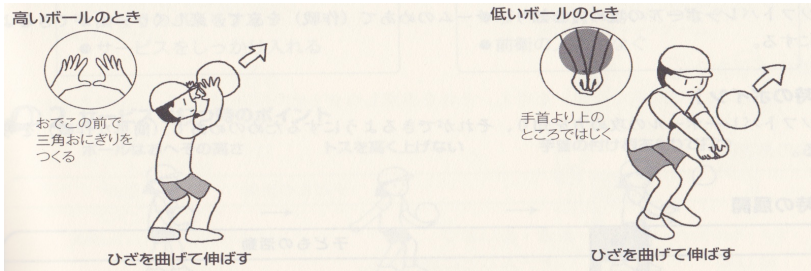 高いボールのとき
おでこの前で
三角おにぎりを
つくる
ひざを曲げて伸ばす
低いボールのとき
手首より上の
ところではじく
ひざを曲げて伸ばす